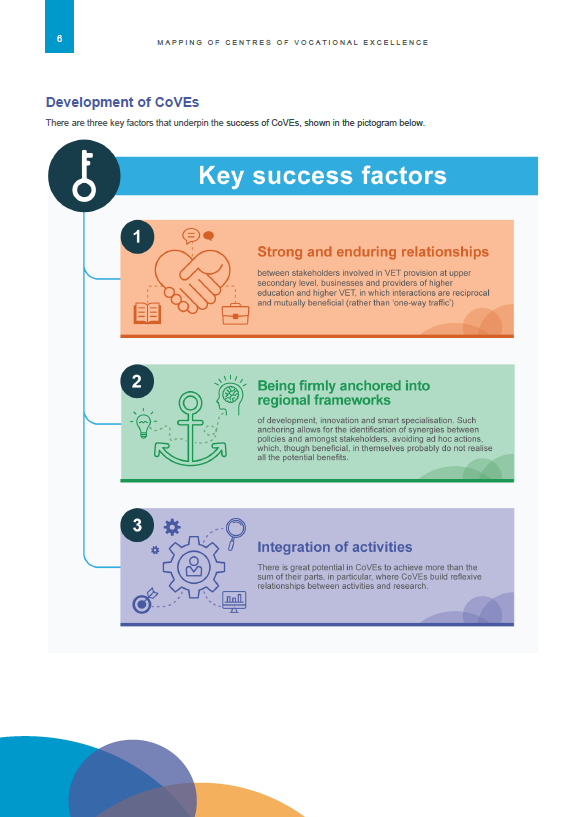 6
MAPPING OF CENTRES OF VOCATIONAL EXCELLENCE
Development of CoVEs
There are three key factors that underpin the success of CoVEs, shown in the pictogram below.
Key success factors
1
Strong and enduring relationships
between stakeholders involved in VET provision at upper
secondary level, businesses and providers of higher
education and higher VET, in which interactions are reciprocal
and mutually beneficial (rather than ‘one-way traffic’)
2
Being firmly anchored into
regional frameworks
of development, innovation and smart specialisation. Such
anchoring allows for the identification of synergies between
policies and amongst stakeholders, avoiding ad hoc actions,
which, though beneficial, in themselves probably do not realise
all the potential benefits.
3
Integration of activities
There is great potential in CoVEs to achieve more than the
sum of their parts, in particular, where CoVEs build reflexive
relationships between activities and research.